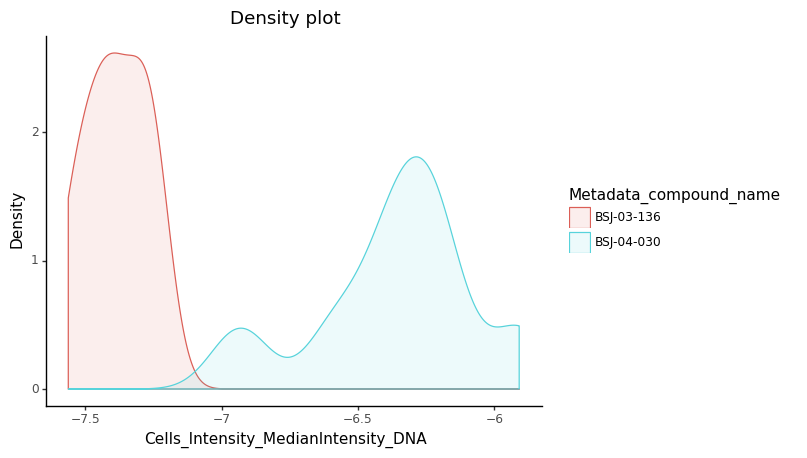 Density plot
Density
2
1
0
−7.5
−7
−6.5
−6
Cells_Intensity_MedianIntensity_DNA
Metadata_compound_name
BSJ-03-136
BSJ-04-030